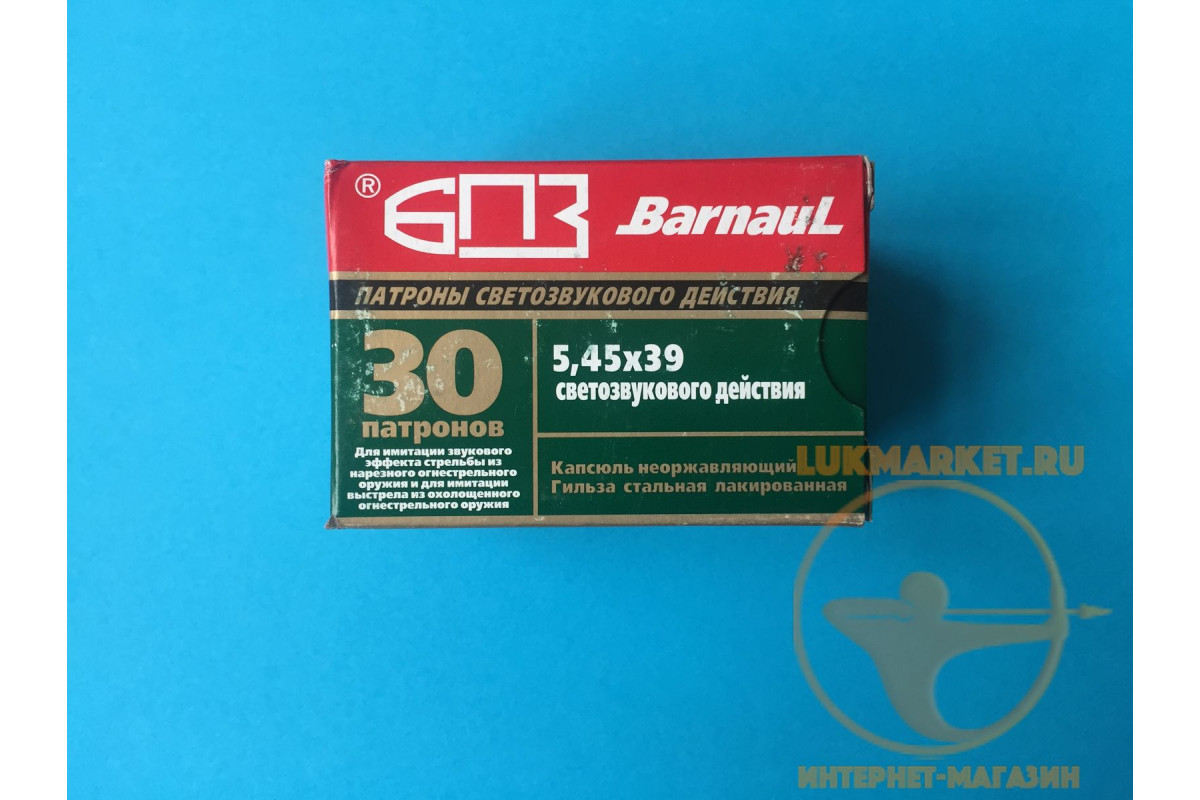 ® БПЗ Barnaul
ПАТРОНЫ СВЕТОЗВУКОВОГО ДЕЙСТВИЯ
30
патронов
Для имитации звукового
эффекта стрельбы из
нарезного огнестрельного
оружия и для имитации
выстрела из охолощенного
огнестрельного оружия
5,45x39
светозвукового действия
Капсюль неоржавляющий
Гильза стальная лакированная
LUKMARKET.RU
ИНТЕРНЕТ-МАГАЗИН